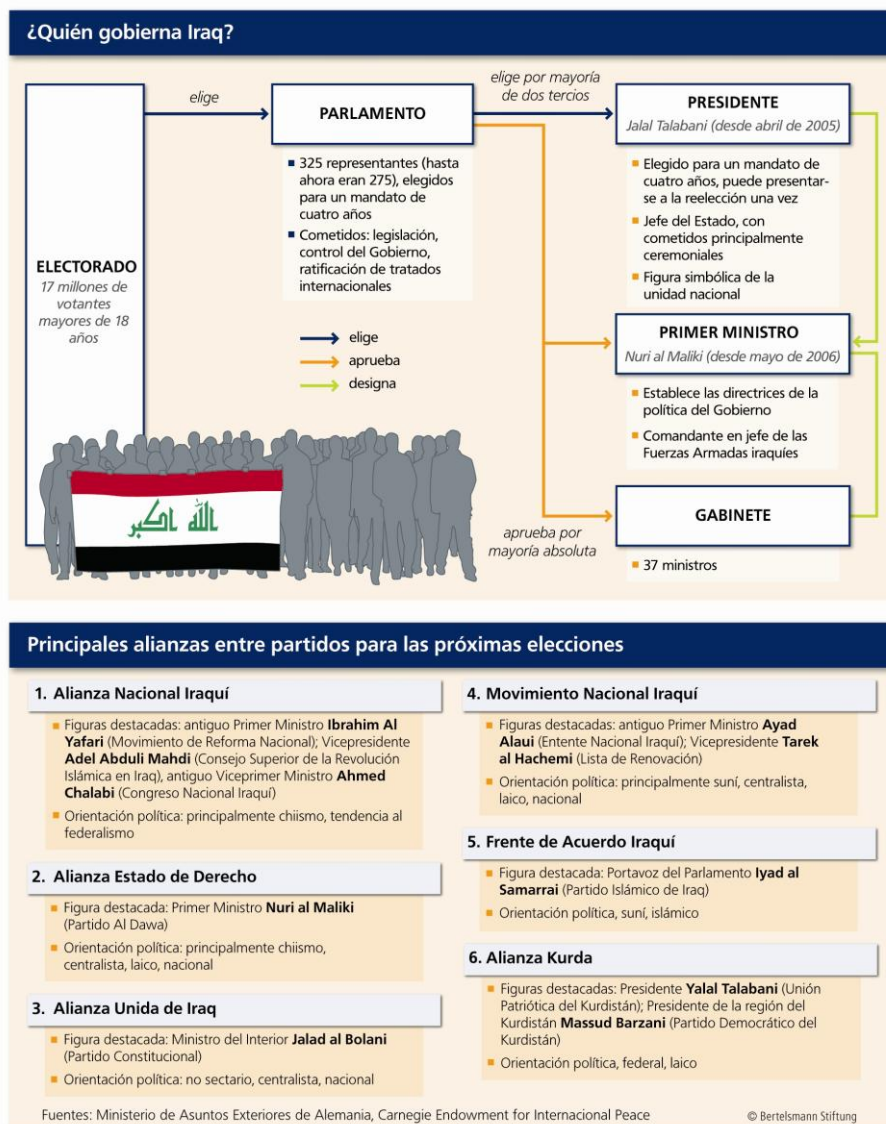 ¿Quién gobierna Iraq?
elige
elige por mayoría
de dos tercios
PARLAMENTO
PRESIDENTE
Jalal Talabani (desde abril de 2005)
■ 325 representantes (hasta
ahora eran 275), elegidos
para un mandato de
cuatro años
■ Cometidos: legislación,
control del Gobierno,
ratificación de tratados
internacionales
■ Elegido para un mandato de
cuatro años, puede presentar-
se a la reelección una vez
■ Jefe del Estado, con
cometidos principalmente
ceremoniales
■ Figura simbólica de la
unidad nacional
ELECTORADO
17 millones de
votantes
mayores de 18
años
elige
aprueba
designa
PRIMER MINISTRO
Nuri al Maliki (desde mayo de 2006)
■ Establece las directrices de la
política del Gobierno
■ Comandante en jefe de las
Fuerzas Armadas iraquíes
الله اكبر
aprueba por
mayoría absoluta
GABINETE
■ 37 ministros
Principales alianzas entre partidos para las próximas elecciones
1. Alianza Nacional Iraquí
■ Figuras destacadas: antiguo Primer Ministro Ibrahim Al
Yafari (Movimiento de Reforma Nacional); Vicepresidente
Adel Abduli Mahdi (Consejo Superior de la Revolución
Islámica en Iraq), antiguo Viceprimer Ministro Ahmed
Chalabi (Congreso Nacional Iraquí)
■ Orientación política: principalmente chiismo, tendencia al
federalismo
2. Alianza Estado de Derecho
■ Figura destacada: Primer Ministro Nuri al Maliki
(Partido Al Dawa)
■ Orientación política: principalmente chiismo,
centralista, laico, nacional
3. Alianza Unida de Iraq
■ Figura destacada: Ministro del Interior Jalad al Bolani
(Partido Constitucional)
■ Orientación política: no sectario, centralista, nacional
4. Movimiento Nacional Iraquí
■ Figuras destacadas: antiguo Primer Ministro Ayad
Alaui (Entente Nacional Iraquí); Vicepresidente Tarek
al Hachemi (Lista de Renovación)
■ Orientación política: principalmente suní, centralista,
laico, nacional
5. Frente de Acuerdo Iraquí
■ Figura destacada: Portavoz del Parlamento Iyad al
Samarrai (Partido Islámico de Iraq)
■ Orientación política, suní, islámico
6. Alianza Kurda
■ Figuras destacadas: Presidente Yalal Talabani (Unión
Patriótica del Kurdistán); Presidente de la región del
Kurdistán Massud Barzani (Partido Democrático del
Kurdistán)
■ Orientación política, federal, laico
Fuentes: Ministerio de Asuntos Exteriores de Alemania, Carnegie Endowment for Internacional Peace
© Bertelsmann Stiftung